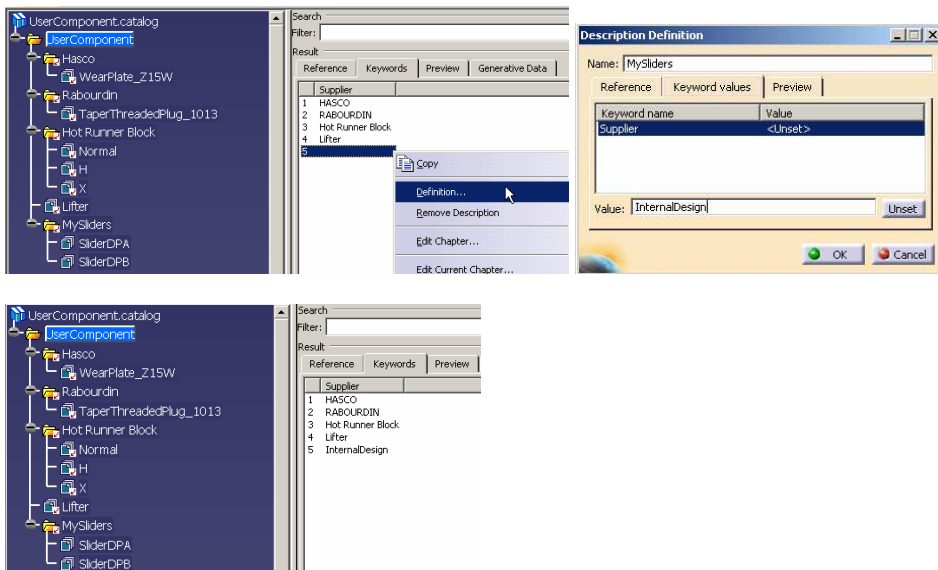 UserComponent.catalog
UserComponent
Hasco
WearPlate_Z15W
Rabourdin
TaperThreadedPlug_1013
Hot Runner Block
Normal
H
X
Lifter
MySliders
SliderDPA
SliderDPB
Search
Filter:
Result
Reference Keywords Preview Generative Data
Supplier
1 HASCO
2 RABOURDIN
3 Hot Runner Block
4 Lifter
5
Copy
Definition...
Remove Description
Edit Chapter...
Edit Current Chapter...
Description Definition
Name: MySliders
Reference Keyword values Preview
Keyword name Value
Supplier <Unset>
Value: InternalDesign Unset
OK Cancel
UserComponent.catalog
UserComponent
Hasco
WearPlate_Z15W
Rabourdin
TaperThreadedPlug_1013
Hot Runner Block
Normal
H
X
Lifter
MySliders
SliderDPA
SliderDPB
Search
Filter:
Result
Reference Keywords Preview
Supplier
1 HASCO
2 RABOURDIN
3 Hot Runner Block
4 Lifter
5 InternalDesign